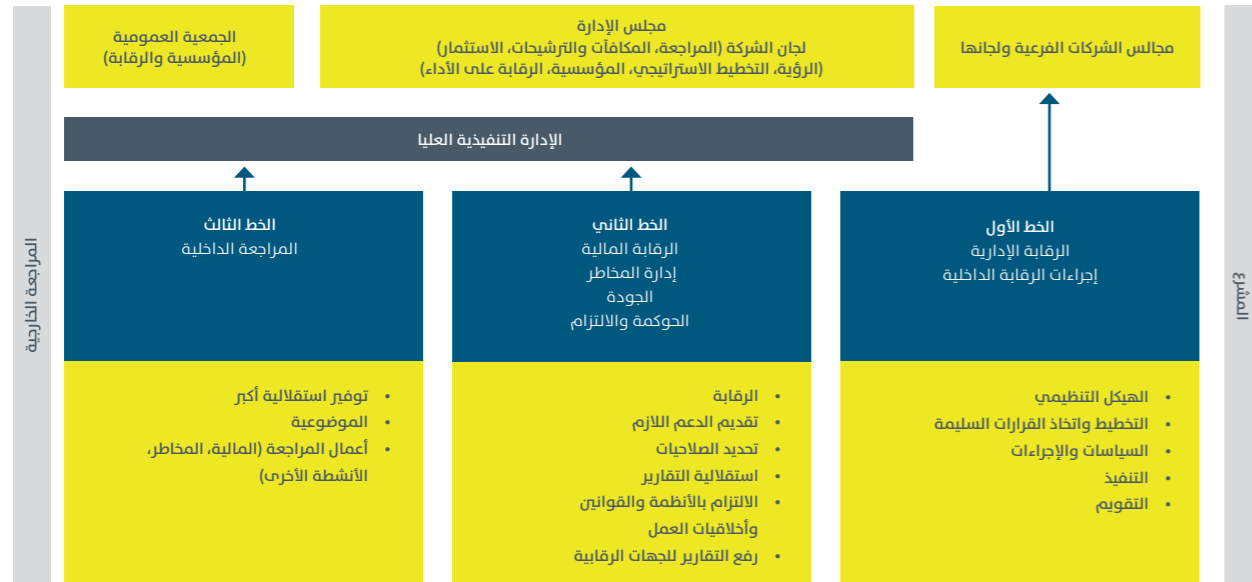 مجالس الشركات الفرعية ولجانها
مجلس الإدارة
لجان الشركة (المراجعة، المكافآت والترشيحات، الاستثمار)
(الرؤية، التخطيط الاستراتيجي، المؤسسية، الرقابة على الأداء)
الجمعية العمومية
(المؤسسية والرقابة)
الإدارة التنفيذية العليا
المشرع
الخط الأول
الرقابة الإدارية
إجراءات الرقابة الداخلية
• الهيكل التنظيمي
• التخطيط واتخاذ القرارات السليمة
• السياسات والإجراءات
• التنفيذ
• التقويم
الخط الثاني
الرقابة المالية
إدارة المخاطر
الجودة
الحوكمة والالتزام
• الرقابة
• تقديم الدعم اللازم
• تحديد الصلاحيات
• استقلالية التقارير
• الالتزام بالأنظمة والقوانين
وأخلاقيات العمل
• رفع التقارير للجهات الرقابية
الخط الثالث
المراجعة الداخلية
• توفير استقلالية أكبر
• الموضوعية
• أعمال المراجعة (المالية، المخاطر،
الأنشطة الأخرى)
المراجعة الخارجية